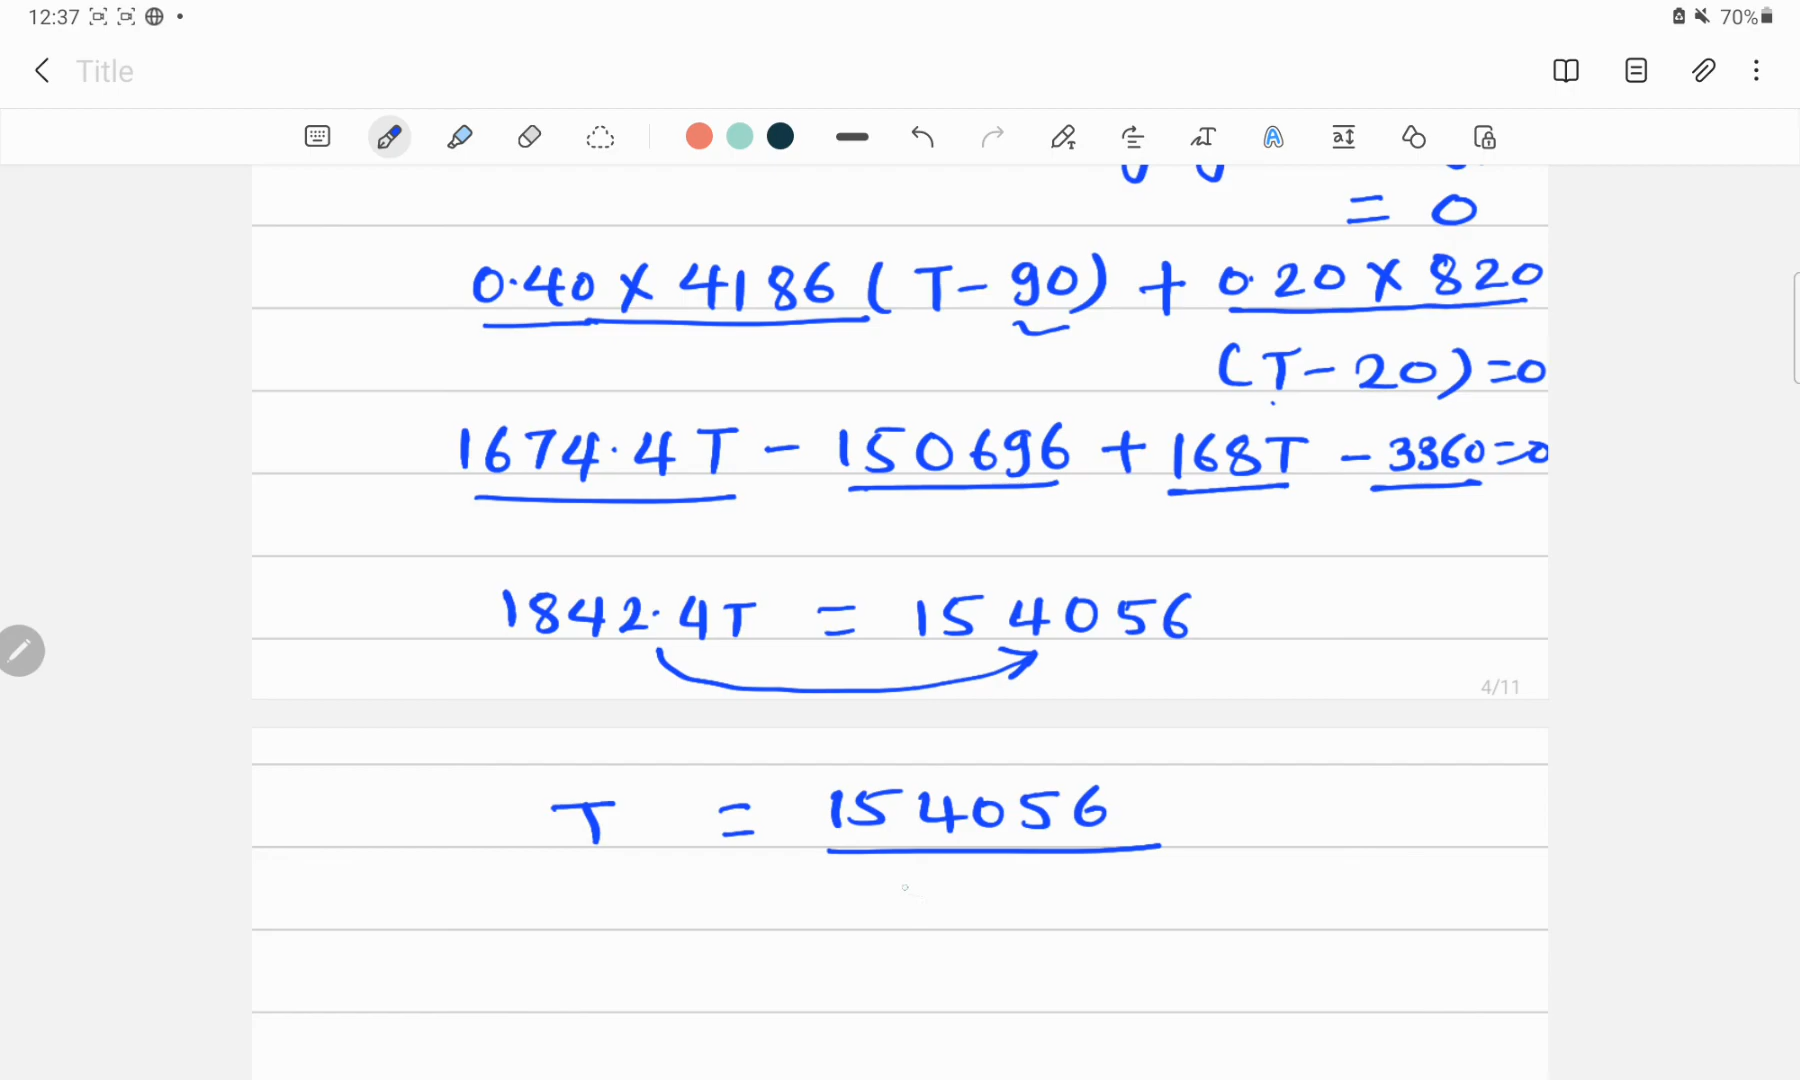 12:37
70%
Title
= 0
0.40 × 4186 ( T - 90 ) + 0.20 × 820
( T - 20 ) = 0
1674.4 T - 150696 + 168T - 3360 = 0
1842.4T = 154056
4/11
T = 154056